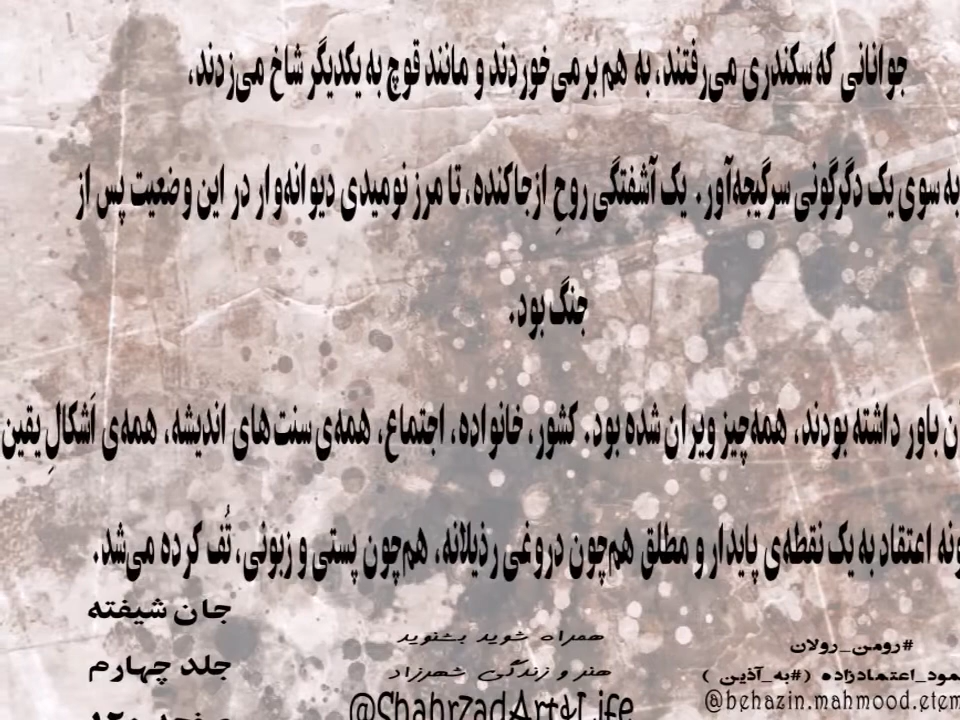 جوانانی که سکندری می‌رفتند، به هم برمی‌خوردند و مانند قوچ به یکدیگر شاخ می‌زدند،
به سوی یک دگرگونی سرگیجه‌آور. یک آشفتگی روحِ ازجاکنده، تا مرز نومیدی دیوانه‌وار در این وضعیت پس از
جنگ بود.
باور داشته بودند، همه‌چیز ویران شده بود. کشور، خانواده، اجتماع، همه‌ی سنت‌های اندیشه، همه‌ی اَشکالِ یقین
اعتقاد به یک نقطه‌ی پایدار و مطلق هم‌چون دروغی رذیلانه، هم‌چون پستی و زبونی، تُف کرده می‌شد.
جان شیفته
جلد چهارم
همراه شوید بشنوید
هنر و زندگی شهرزاد
@ShahrzadArt&Life
#رومن_رولان
اعتمادزاده (#به_آذین )
@behazin.mahmood.etem